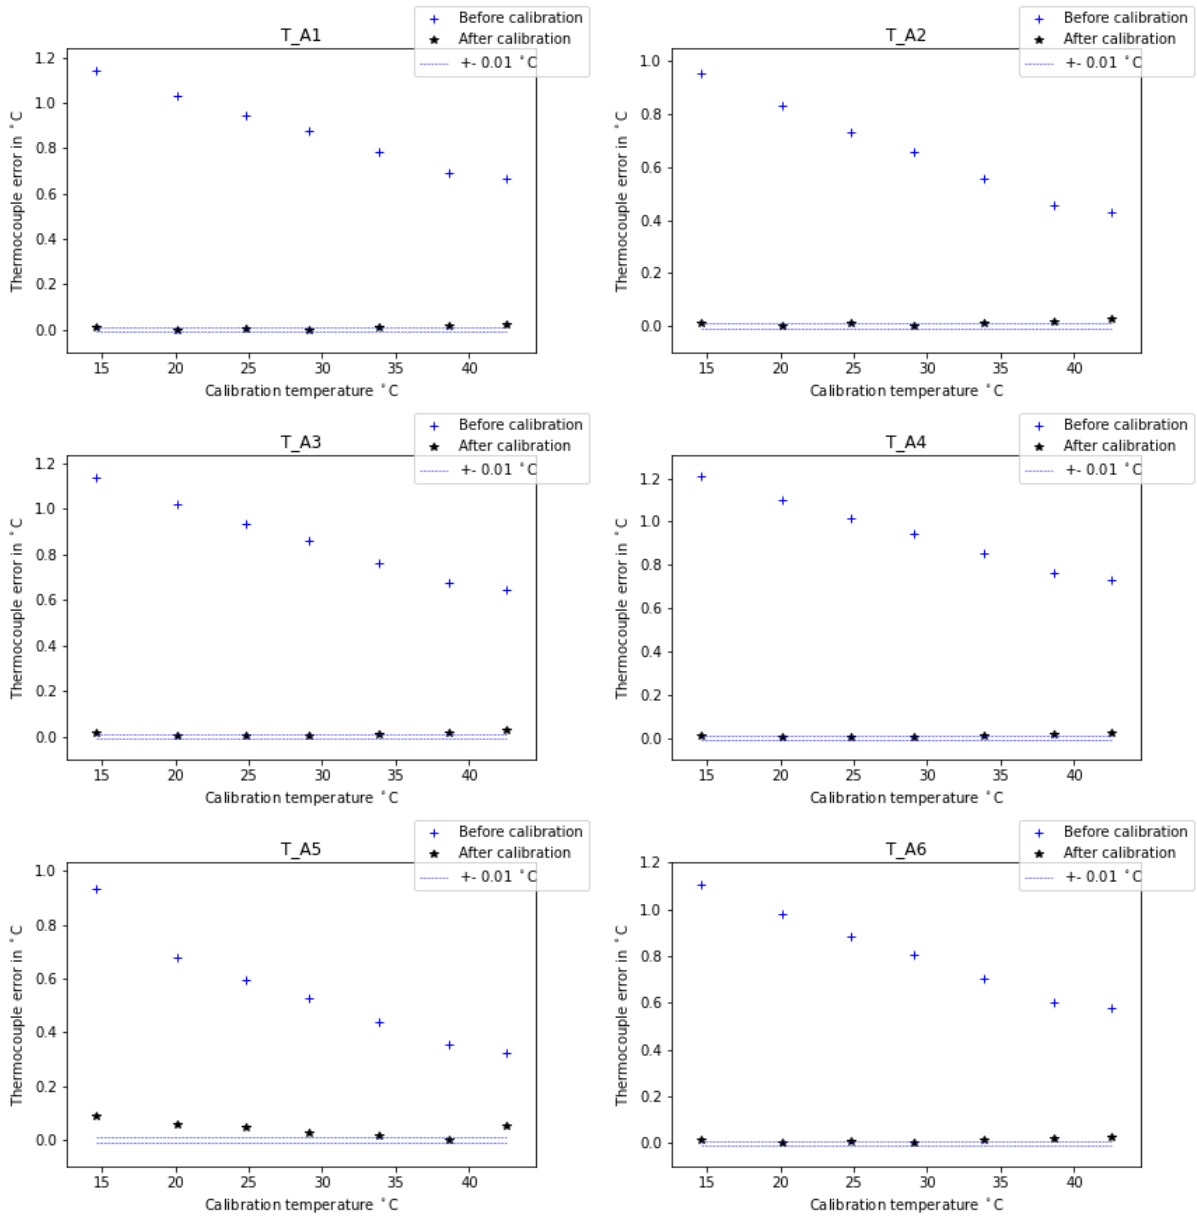 T_A1
Before calibration
After calibration
+- 0.01 °C
Thermocouple error in °C
1.2
1.0
0.8
0.6
0.4
0.2
0.0
15 20 25 30 35 40
Calibration temperature °C
T_A2
Before calibration
After calibration
+- 0.01 °C
Thermocouple error in °C
1.0
0.8
0.6
0.4
0.2
0.0
15 20 25 30 35 40
Calibration temperature °C
T_A3
Before calibration
After calibration
+- 0.01 °C
Thermocouple error in °C
1.2
1.0
0.8
0.6
0.4
0.2
0.0
15 20 25 30 35 40
Calibration temperature °C
T_A4
Before calibration
After calibration
+- 0.01 °C
Thermocouple error in °C
1.2
1.0
0.8
0.6
0.4
0.2
0.0
15 20 25 30 35 40
Calibration temperature °C
T_A5
Before calibration
After calibration
+- 0.01 °C
Thermocouple error in °C
1.0
0.8
0.6
0.4
0.2
0.0
15 20 25 30 35 40
Calibration temperature °C
T_A6
Before calibration
After calibration
+- 0.01 °C
Thermocouple error in °C
1.2
1.0
0.8
0.6
0.4
0.2
0.0
15 20 25 30 35 40
Calibration temperature °C